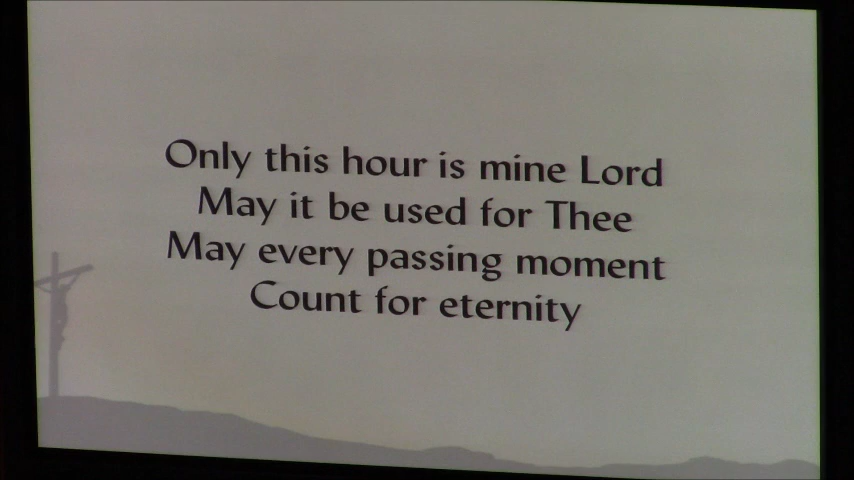 Only this hour is mine Lord
May it be used for Thee
May every passing moment
Count for eternity